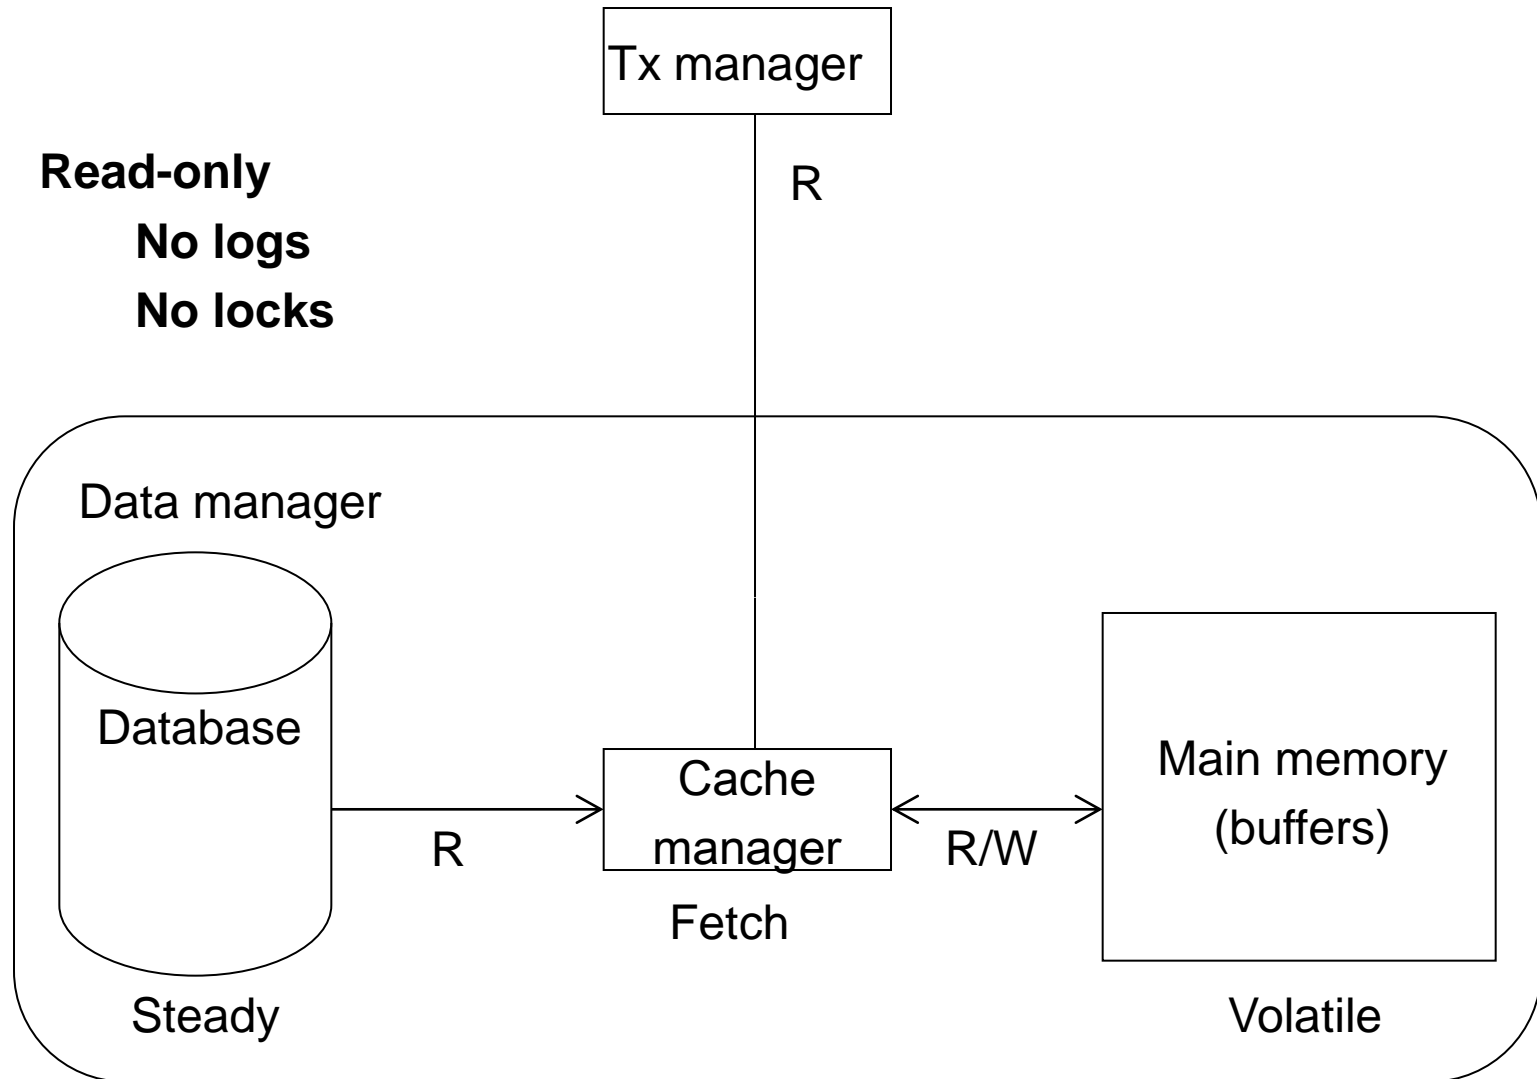 Tx manager
Read-only
R
No logs
No locks
Data manager
Database
Cache
manager
Main memory
(buffers)
R
R/W
Fetch
Steady
Volatile